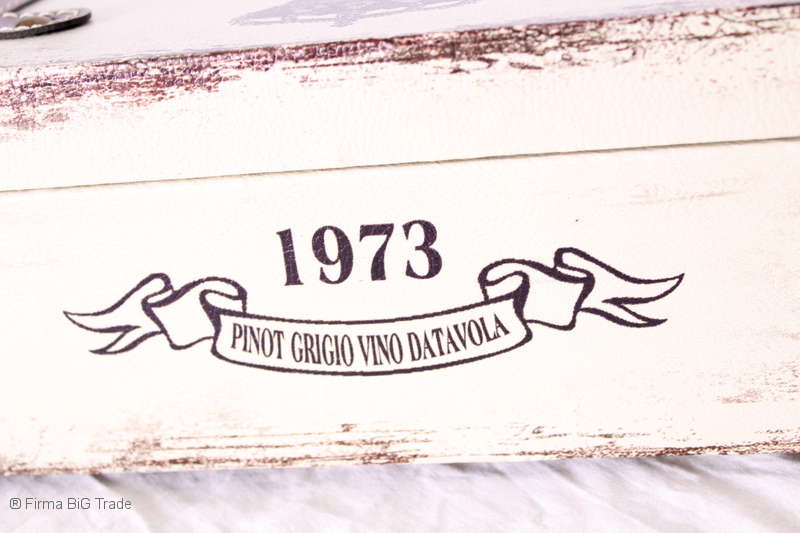 1973
PINOT GRIGIO VINO DATAVOLA
® Firma BiG Trade